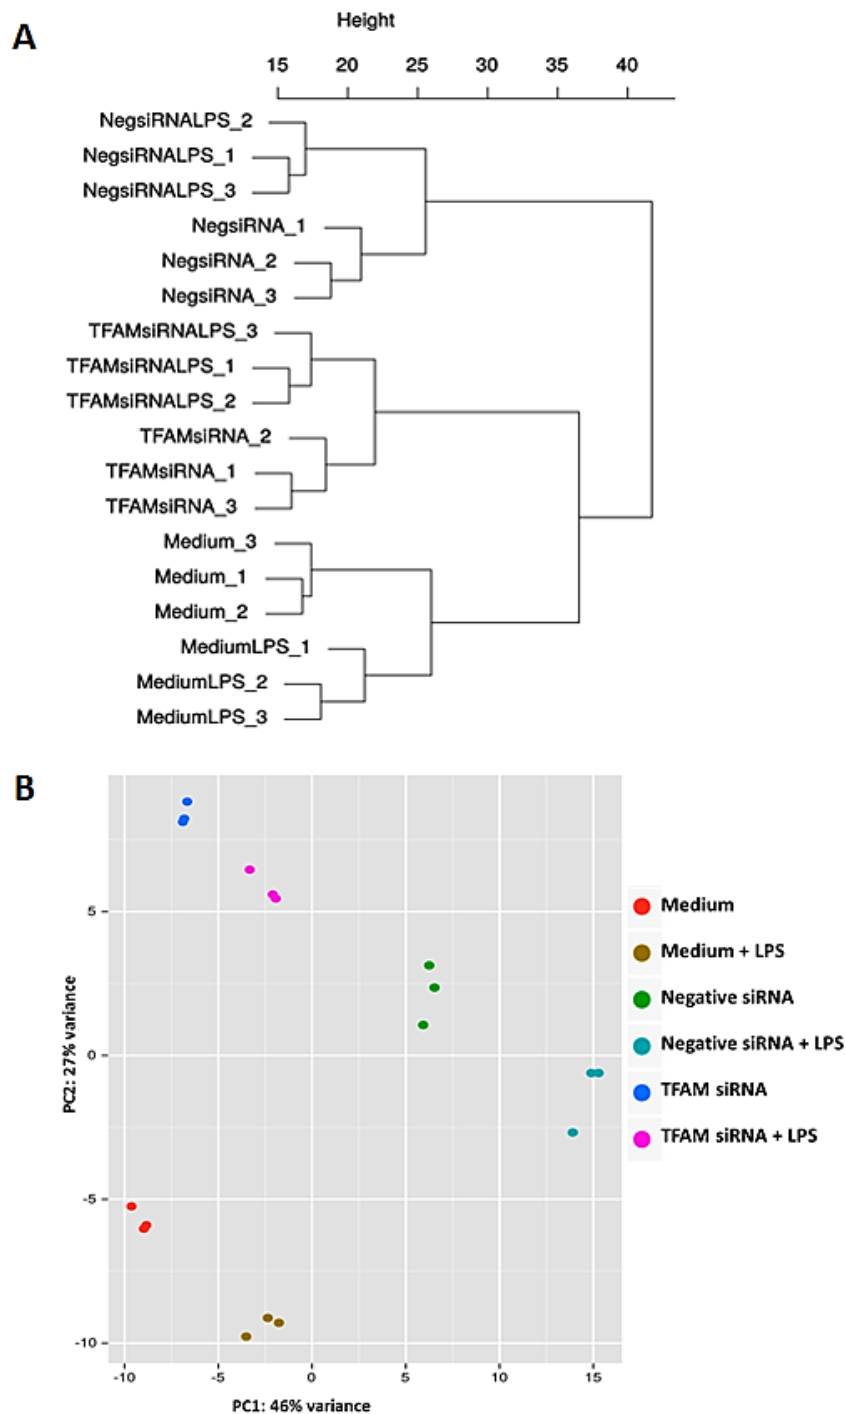 A
Height
15 20 25 30 35 40
NegsiRNALPS_2
NegsiRNALPS_1
NegsiRNALPS_3
NegsiRNA_1
NegsiRNA_2
NegsiRNA_3
TFAMsiRNALPS_3
TFAMsiRNALPS_1
TFAMsiRNALPS_2
TFAMsiRNA_2
TFAMsiRNA_1
TFAMsiRNA_3
Medium_3
Medium_1
Medium_2
MediumLPS_1
MediumLPS_2
MediumLPS_3
B
PC2: 27% variance
5
0
-5
-10
-10 -5 0 5 10 15
PC1: 46% variance
Medium
Medium + LPS
Negative siRNA
Negative siRNA + LPS
TFAM siRNA
TFAM siRNA + LPS